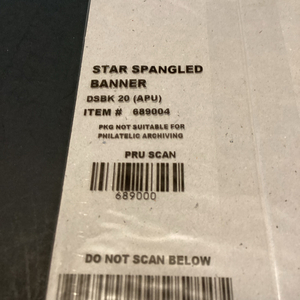 STAR SPANGLED
BANNER
DSBK 20 (APU)
ITEM # 689004
PKG NOT SUITABLE FOR
PHILATELIC ARCHIVING
PRU SCAN
689000
DO NOT SCAN BELOW